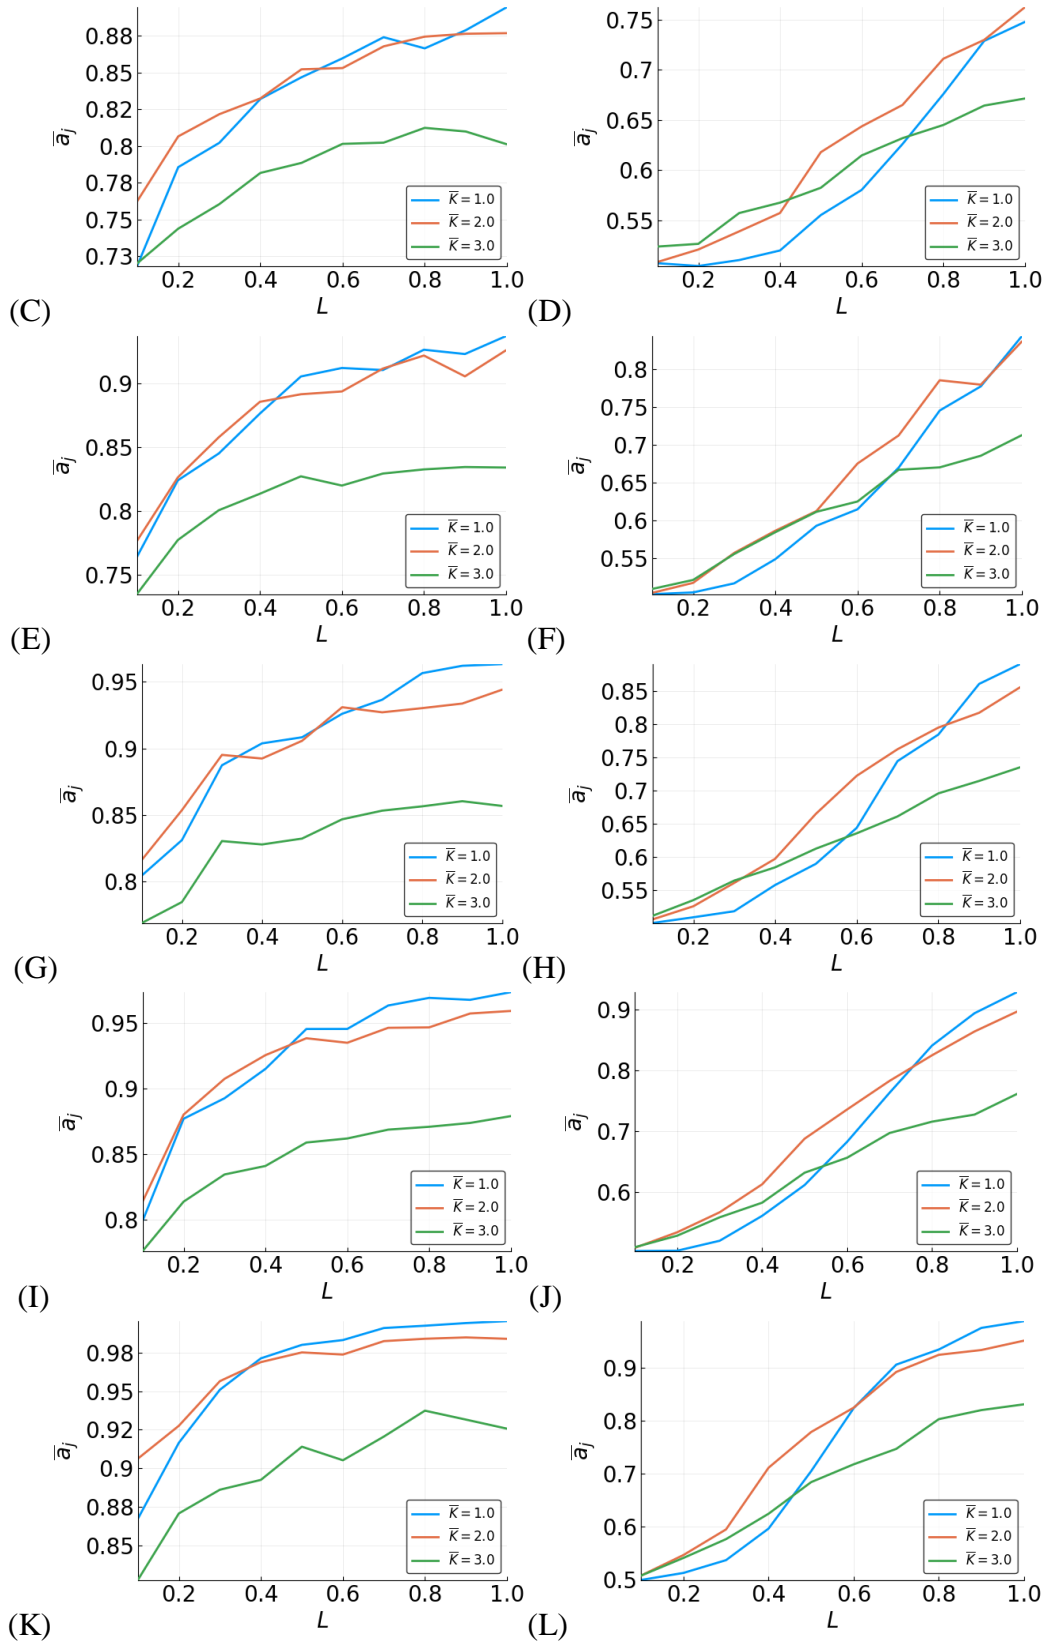 0.88
0.85
0.82
0.8
0.78
0.75
0.73
a̅j
K̅ = 1.0
K̅ = 2.0
K̅ = 3.0
0.2 0.4 0.6 0.8 1.0
L
(C)
0.75
0.7
0.65
0.6
0.55
a̅j
K̅ = 1.0
K̅ = 2.0
K̅ = 3.0
0.2 0.4 0.6 0.8 1.0
L
(D)
0.9
0.85
0.8
0.75
a̅j
K̅ = 1.0
K̅ = 2.0
K̅ = 3.0
0.2 0.4 0.6 0.8 1.0
L
(E)
0.8
0.75
0.7
0.65
0.6
0.55
a̅j
K̅ = 1.0
K̅ = 2.0
K̅ = 3.0
0.2 0.4 0.6 0.8 1.0
L
(F)
0.95
0.9
0.85
0.8
a̅j
K̅ = 1.0
K̅ = 2.0
K̅ = 3.0
0.2 0.4 0.6 0.8 1.0
L
(G)
0.85
0.8
0.75
0.7
0.65
0.6
0.55
a̅j
K̅ = 1.0
K̅ = 2.0
K̅ = 3.0
0.2 0.4 0.6 0.8 1.0
L
(H)
0.95
0.9
0.85
0.8
a̅j
K̅ = 1.0
K̅ = 2.0
K̅ = 3.0
0.2 0.4 0.6 0.8 1.0
L
(I)
0.9
0.8
0.7
0.6
a̅j
K̅ = 1.0
K̅ = 2.0
K̅ = 3.0
0.2 0.4 0.6 0.8 1.0
L
(J)
0.98
0.95
0.92
0.9
0.88
0.85
a̅j
K̅ = 1.0
K̅ = 2.0
K̅ = 3.0
0.2 0.4 0.6 0.8 1.0
L
(K)
0.9
0.8
0.7
0.6
0.5
a̅j
K̅ = 1.0
K̅ = 2.0
K̅ = 3.0
0.2 0.4 0.6 0.8 1.0
L
(L)